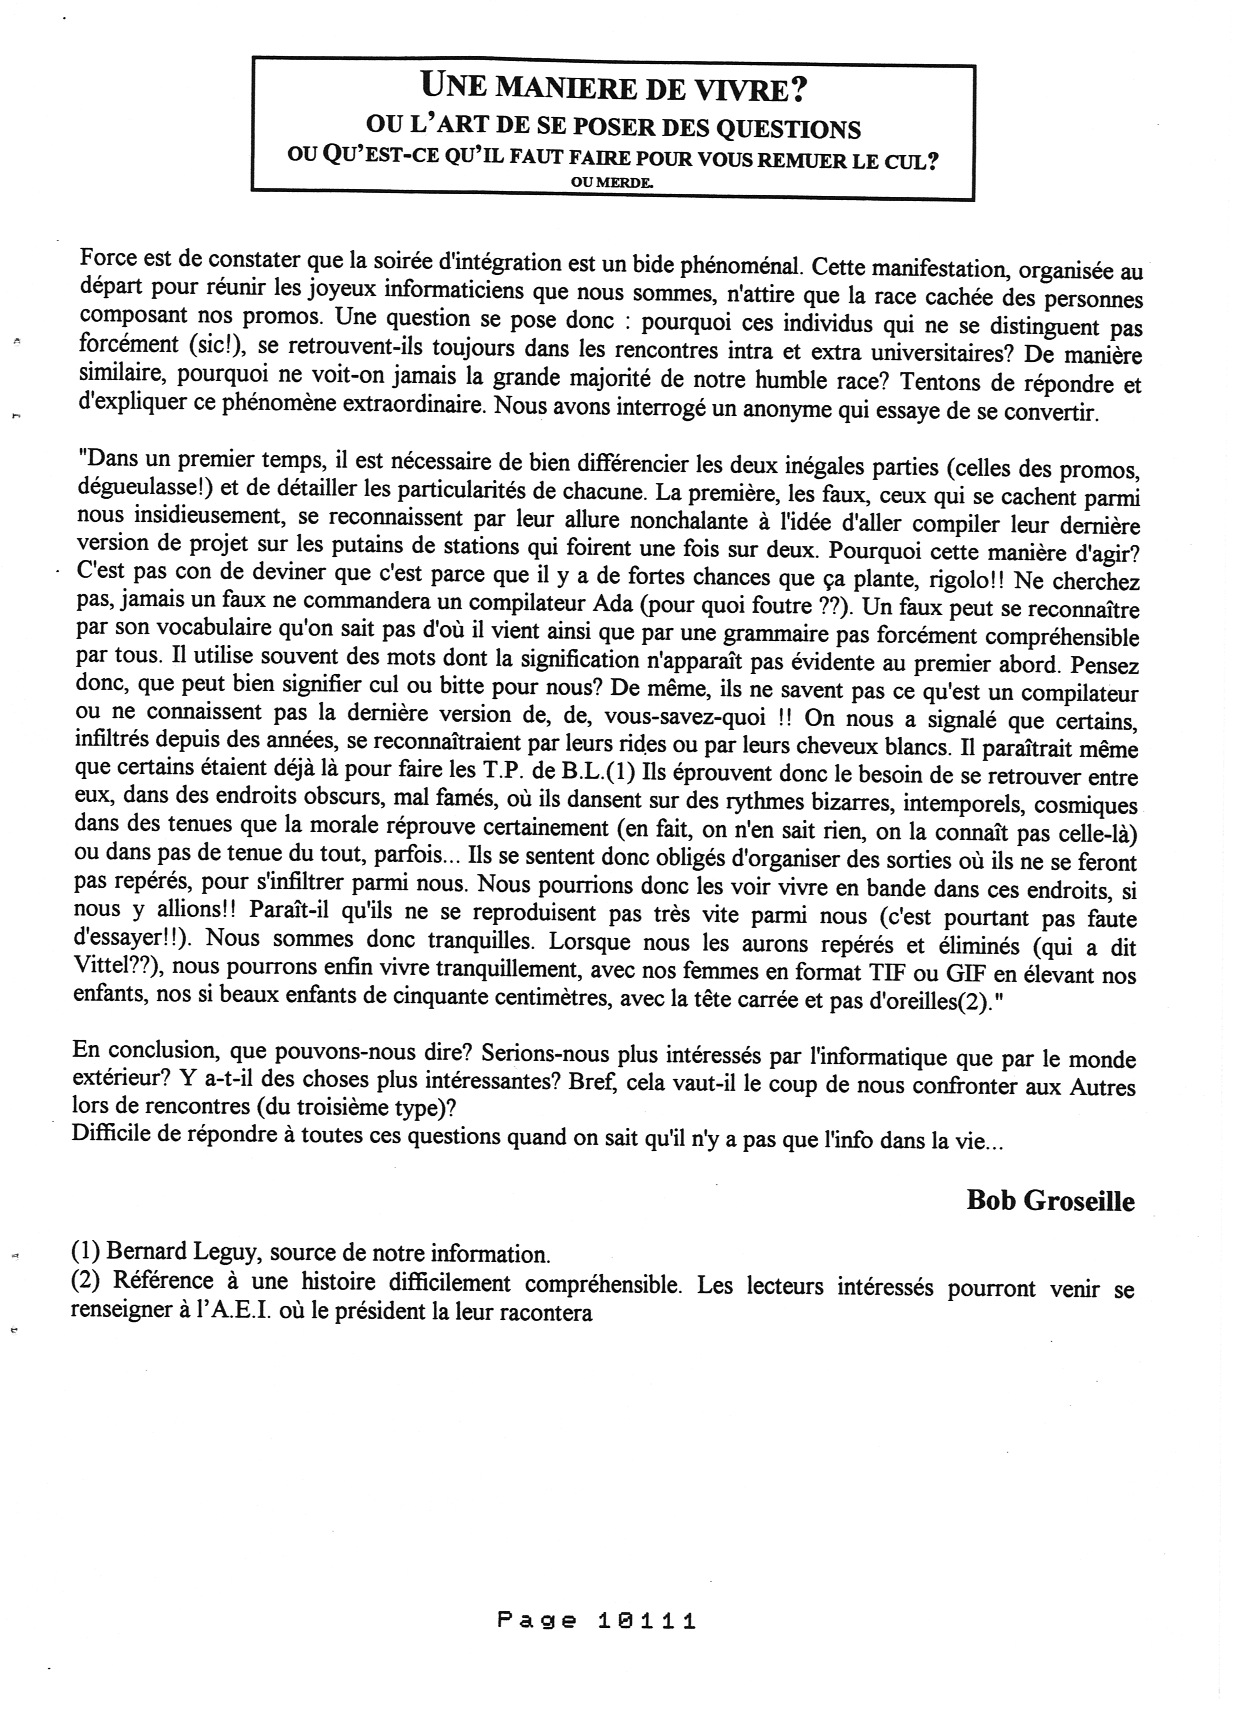 UNE MANIERE DE VIVRE?
OU L'ART DE SE POSER DES QUESTIONS
OU QU'EST-CE QU'IL FAUT FAIRE POUR VOUS REMUER LE CUL?
OU MERDE.
Force est de constater que la soirée d'intégration est un bide phénoménal. Cette manifestation, organisée au
départ pour réunir les joyeux informaticiens que nous sommes, n'attire que la race cachée des personnes
composant nos promos. Une question se pose donc : pourquoi ces individus qui ne se distinguent pas
forcément (sic!), se retrouvent-ils toujours dans les rencontres intra et extra universitaires? De manière
similaire, pourquoi ne voit-on jamais la grande majorité de notre humble race? Tentons de répondre et
d'expliquer ce phénomène extraordinaire. Nous avons interrogé un anonyme qui essaye de se convertir.
"Dans un premier temps, il est nécessaire de bien différencier les deux inégales parties (celles des promos,
dégueulasse!) et de détailler les particularités de chacune. La première, les faux, ceux qui se cachent parmi
nous insidieusement, se reconnaissent par leur allure nonchalante à l'idée d'aller compiler leur dernière
version de projet sur les putains de stations qui foirent une fois sur deux. Pourquoi cette manière d'agir?
C'est pas con de deviner que c'est parce que il y a de fortes chances que ça plante, rigolo!! Ne cherchez
pas, jamais un faux ne commandera un compilateur Ada (pour quoi foutre ??). Un faux peut se reconnaître
par son vocabulaire qu'on sait pas d'où il vient ainsi que par une grammaire pas forcément compréhensible
par tous. Il utilise souvent des mots dont la signification n'apparaît pas évidente au premier abord. Pensez
donc, que peut bien signifier cul ou bitte pour nous? De même, ils ne savent pas ce qu'est un compilateur
ou ne connaissent pas la dernière version de, de, vous-savez-quoi !! On nous a signalé que certains,
infiltrés depuis des années, se reconnaîtraient par leurs rides ou par leurs cheveux blancs. Il paraîtrait même
que certains étaient déjà là pour faire les T.P. de B.L.(1) Ils éprouvent donc le besoin de se retrouver entre
eux, dans des endroits obscurs, mal famés, où ils dansent sur des rythmes bizarres, intemporels, cosmiques
dans des tenues que la morale réprouve certainement (en fait, on n'en sait rien, on la connaît pas celle-là)
ou dans pas de tenue du tout, parfois... Ils se sentent donc obligés d'organiser des sorties où ils ne se feront
pas repérés, pour s'infiltrer parmi nous. Nous pourrions donc les voir vivre en bande dans ces endroits, si
nous y allions!! Paraît-il qu'ils ne se reproduisent pas très vite parmi nous (c'est pourtant pas faute
d'essayer!!). Nous sommes donc tranquilles. Lorsque nous les aurons repérés et éliminés (qui a dit
Vittel??), nous pourrons enfin vivre tranquillement, avec nos femmes en format TIF ou GIF en élevant nos
enfants, nos si beaux enfants de cinquante centimètres, avec la tête carrée et pas d'oreilles(2)."
En conclusion, que pouvons-nous dire? Serions-nous plus intéressés par l'informatique que par le monde
extérieur? Y a-t-il des choses plus intéressantes? Bref, cela vaut-il le coup de nous confronter aux Autres
lors de rencontres (du troisième type)?
Difficile de répondre à toutes ces questions quand on sait qu'il n'y a pas que l'info dans la vie...
Bob Groseille
(1) Bernard Leguy, source de notre information.
(2) Référence à une histoire difficilement compréhensible. Les lecteurs intéressés pourront venir se
renseigner à l'A.E.I. où le président la leur racontera
Page 10111